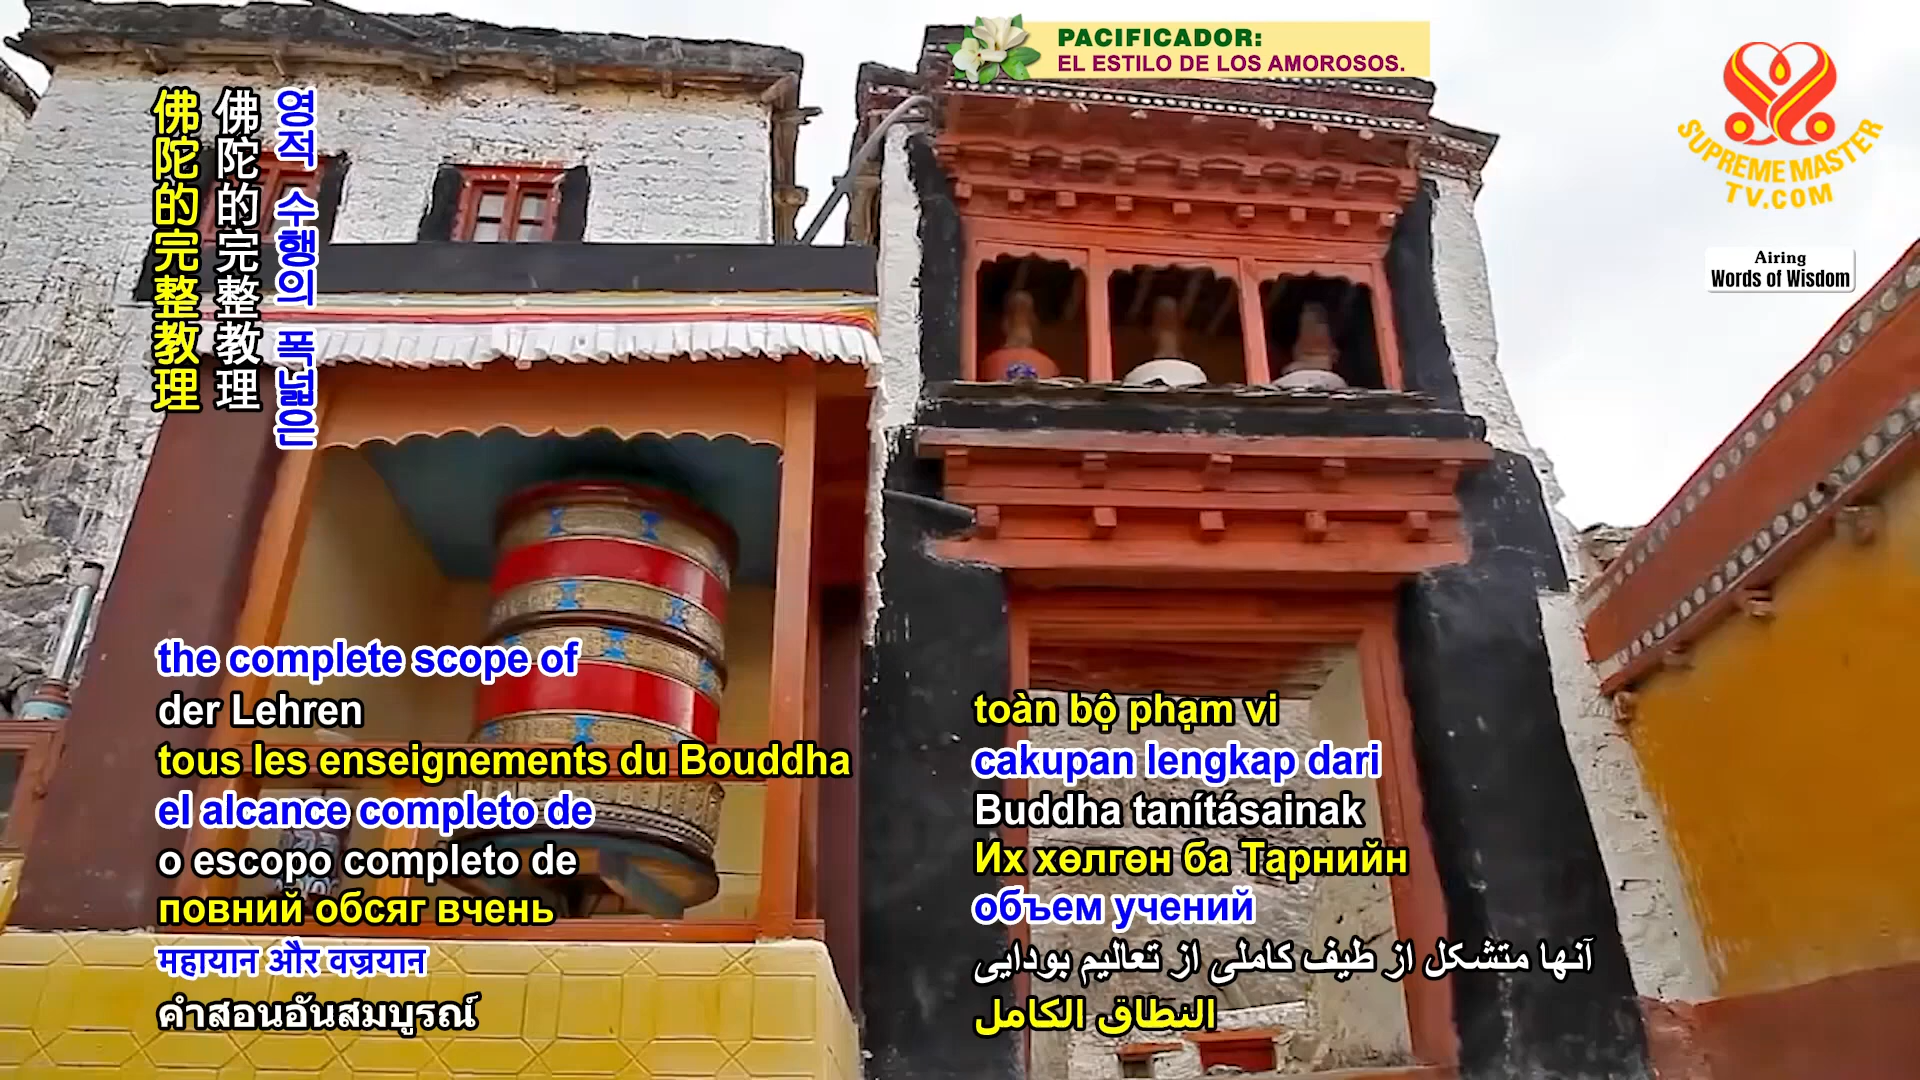 PACIFICADOR:
EL ESTILO DE LOS AMOROSOS.
SUPREME MASTER
TV.COM
Airing
Words of Wisdom
佛陀的完整教理
佛陀的完整教理
영적 수행의 폭넓은
the complete scope of
der Lehren
tous les enseignements du Bouddha
el alcance completo de
o escopo completo de
повний обсяг вчень
महायान और वज्रयान
คำสอนอันสมบูรณ์
toàn bộ phạm vi
cakupan lengkap dari
Buddha tanításainak
Их хөлгөн ба Тарнийн
объем учений
آنها متشکل از طیف کاملی از تعالیم بودایی
النطاق الكامل